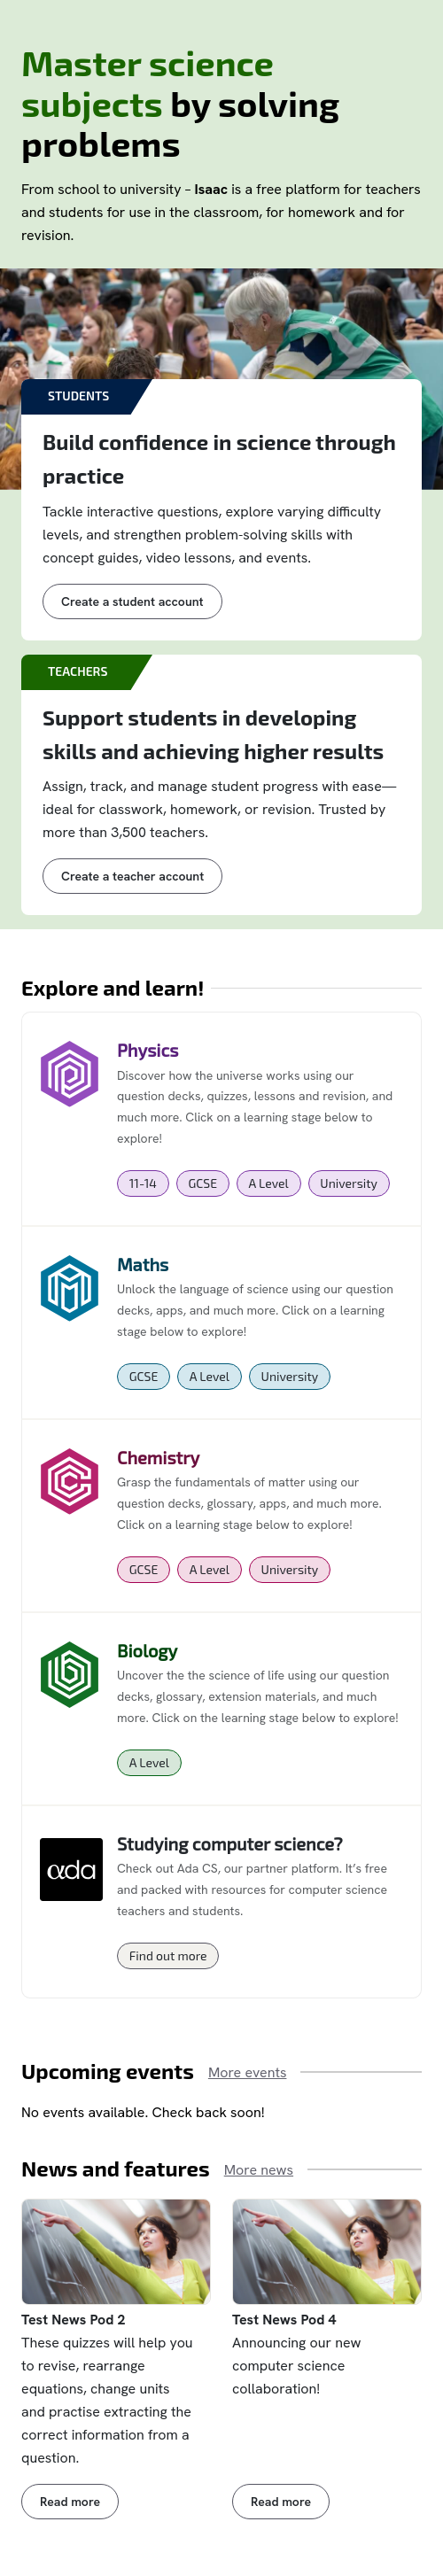 Master science
subjects by solving
problems
From school to university – Isaac is a free platform for teachers
and students for use in the classroom, for homework and for
revision.
STUDENTS
Build confidence in science through
practice
Tackle interactive questions, explore varying difficulty
levels, and strengthen problem-solving skills with
concept guides, video lessons, and events.
Create a student account
TEACHERS
Support students in developing
skills and achieving higher results
Assign, track, and manage student progress with ease—
ideal for classwork, homework, or revision. Trusted by
more than 3,500 teachers.
Create a teacher account
Explore and learn!
Physics
Discover how the universe works using our
question decks, quizzes, lessons and revision, and
much more. Click on a learning stage below to
explore!
11-14 GCSE A Level University
Maths
Unlock the language of science using our question
decks, apps, and much more. Click on a learning
stage below to explore!
GCSE A Level University
Chemistry
Grasp the fundamentals of matter using our
question decks, glossary, apps, and much more.
Click on a learning stage below to explore!
GCSE A Level University
Biology
Uncover the the science of life using our question
decks, glossary, extension materials, and much
more. Click on the learning stage below to explore!
A Level
ada
Studying computer science?
Check out Ada CS, our partner platform. It’s free
and packed with resources for computer science
teachers and students.
Find out more
Upcoming events More events
No events available. Check back soon!
News and features More news
Test News Pod 2
These quizzes will help you
to revise, rearrange
equations, change units
and practise extracting the
correct information from a
question.
Read more
Test News Pod 4
Announcing our new
computer science
collaboration!
Read more